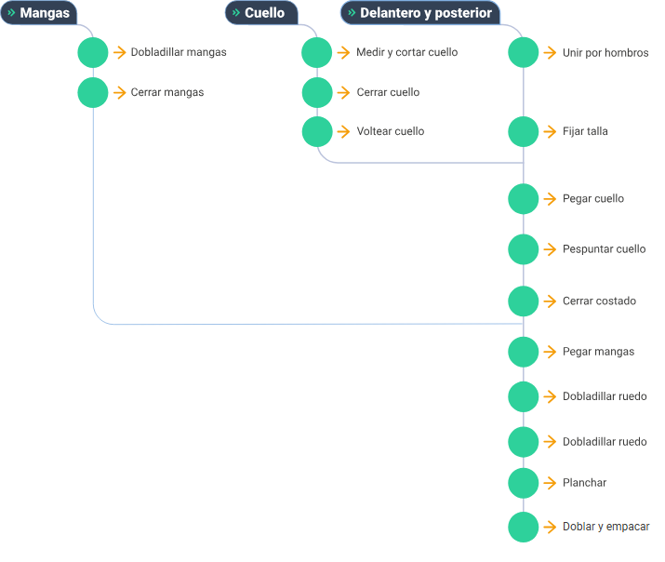 Mangas
Dobladillar mangas
Cerrar mangas
Cuello
Medir y cortar cuello
Cerrar cuello
Voltear cuello
Delantero y posterior
Unir por hombros
Fijar talla
Pegar cuello
Pespuntar cuello
Cerrar costado
Pegar mangas
Dobladillar ruedo
Dobladillar ruedo
Planchar
Doblar y empacar